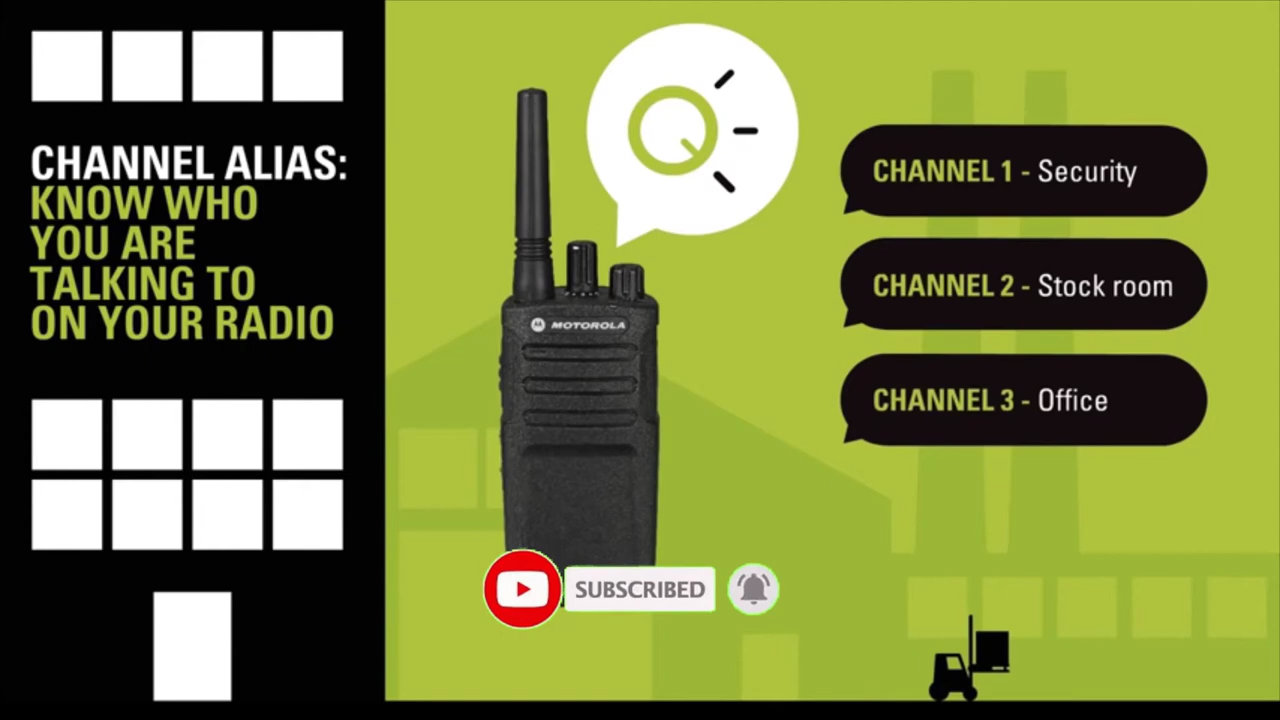 CHANNEL ALIAS:
KNOW WHO
YOU ARE
TALKING TO
ON YOUR RADIO
MOTOROLA
CHANNEL 1 - Security
CHANNEL 2 - Stock room
CHANNEL 3 - Office
SUBSCRIBED